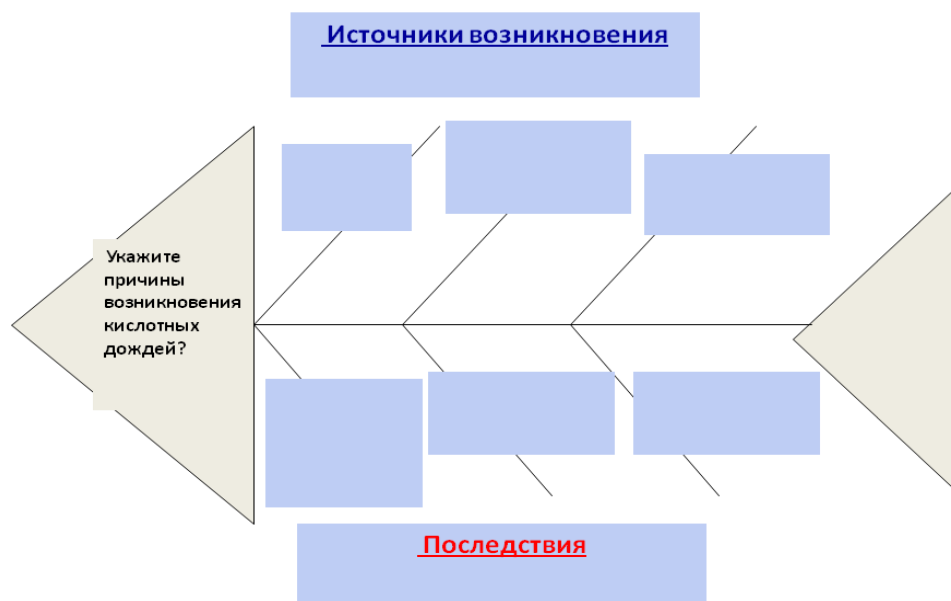 Источники возникновения
Укажите
причины
возникновения
кислотных
дождей?
Последствия